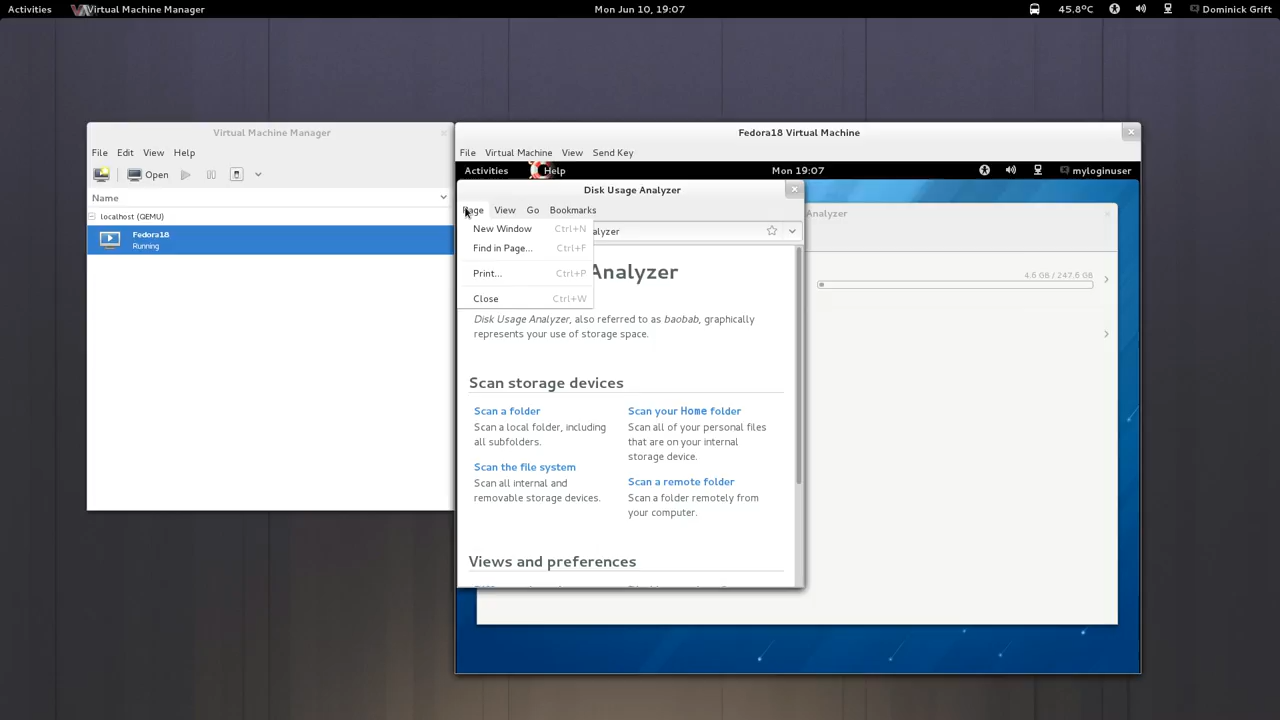 Activities Virtual Machine Manager Mon Jun 10, 19:07 45.8°C Dominick Grift
Virtual Machine Manager
File Edit View Help
Open
Name
localhost (QEMU)
Fedora18
Running
Fedora18 Virtual Machine
File Virtual Machine View Send Key
Activities Help Mon 19:07 myloginuser
Disk Usage Analyzer
Page View Go Bookmarks
New Window Ctrl+N
Find in Page... Ctrl+F
Print... Ctrl+P
Close Ctrl+W
alyzer
Analyzer
Disk Usage Analyzer, also referred to as baobab, graphically
represents your use of storage space.
Scan storage devices
Scan a folder
Scan a local folder, including
all subfolders.
Scan the file system
Scan all internal and
removable storage devices.
Scan your Home folder
Scan all of your personal files
that are on your internal
storage device.
Scan a remote folder
Scan a folder remotely from
your computer.
Views and preferences
Analyzer
4.6 GB / 247.6 GB